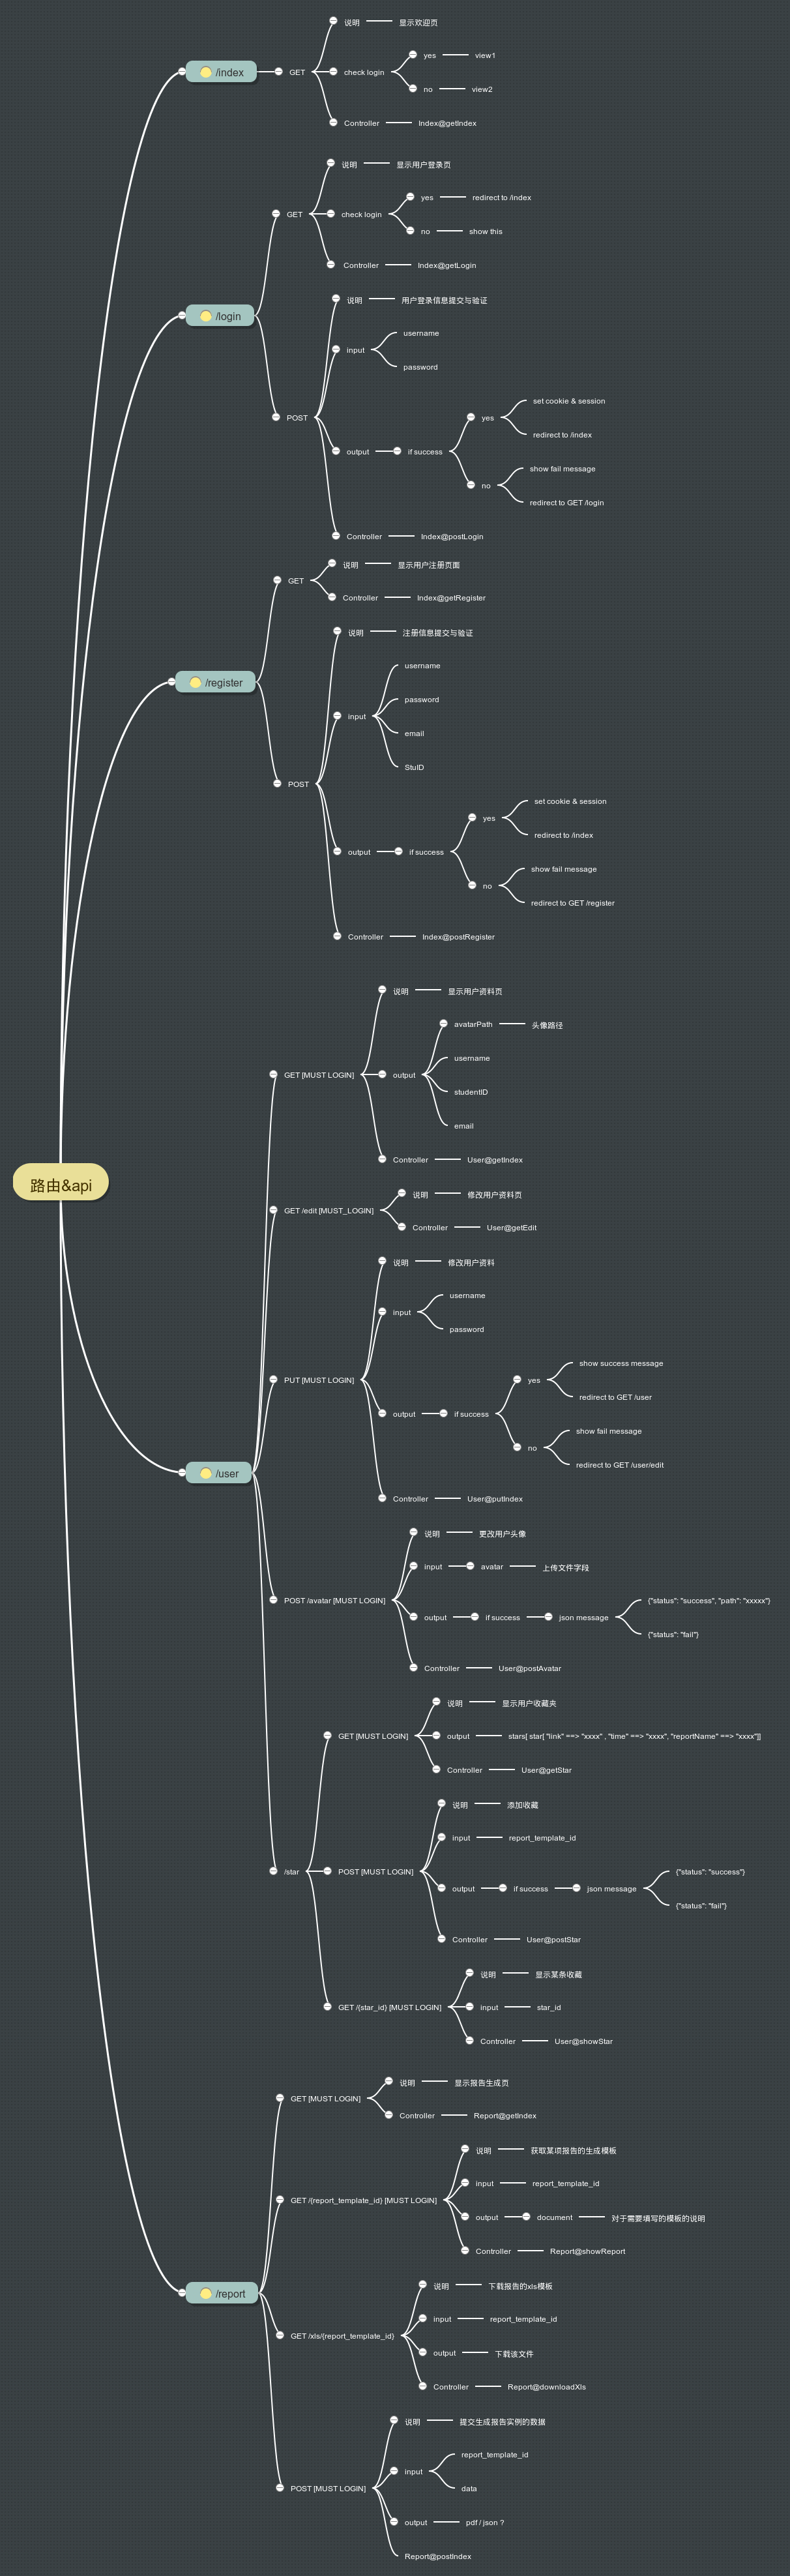 路由&api
/index
GET
说明
显示欢迎页
check login
yes
view1
no
view2
Controller
Index@getIndex
/login
GET
说明
显示用户登录页
check login
yes
redirect to /index
no
show this
Controller
Index@getLogin
POST
说明
用户登录信息提交与验证
input
username
password
output
if success
yes
set cookie & session
redirect to /index
no
show fail message
redirect to GET /login
Controller
Index@postLogin
/register
GET
说明
显示用户注册页面
Controller
Index@getRegister
POST
说明
注册信息提交与验证
input
username
password
email
StuID
output
if success
yes
set cookie & session
redirect to /index
no
show fail message
redirect to GET /register
Controller
Index@postRegister
/user
GET [MUST LOGIN]
说明
显示用户资料页
output
avatarPath
头像路径
username
studentID
email
Controller
User@getIndex
GET /edit [MUST_LOGIN]
说明
修改用户资料页
Controller
User@getEdit
PUT [MUST LOGIN]
说明
修改用户资料
input
username
password
output
if success
yes
show success message
redirect to GET /user
no
show fail message
redirect to GET /user/edit
Controller
User@putIndex
POST /avatar [MUST LOGIN]
说明
更改用户头像
input
avatar
上传文件字段
output
if success
json message
{"status": "success", "path": "xxxxx"}
{"status": "fail"}
Controller
User@postAvatar
/star
GET [MUST LOGIN]
说明
显示用户收藏夹
output
stars[ star[ "link" ==> "xxxx" , "time" ==> "xxxx", "reportName" ==> "xxxx"]]
Controller
User@getStar
POST [MUST LOGIN]
说明
添加收藏
input
report_template_id
output
if success
json message
{"status": "success"}
{"status": "fail"}
Controller
User@postStar
GET /{star_id} [MUST LOGIN]
说明
显示某条收藏
input
star_id
Controller
User@showStar
/report
GET [MUST LOGIN]
说明
显示报告生成页
Controller
Report@getIndex
GET /{report_template_id} [MUST LOGIN]
说明
获取某项报告的生成模板
input
report_template_id
output
document
对于需要填写的模板的说明
Controller
Report@showReport
GET /xls/{report_template_id}
说明
下载报告的xls模板
input
report_template_id
output
下载该文件
Controller
Report@downloadXls
POST [MUST LOGIN]
说明
提交生成报告实例的数据
input
report_template_id
data
output
pdf / json ?
Report@postIndex